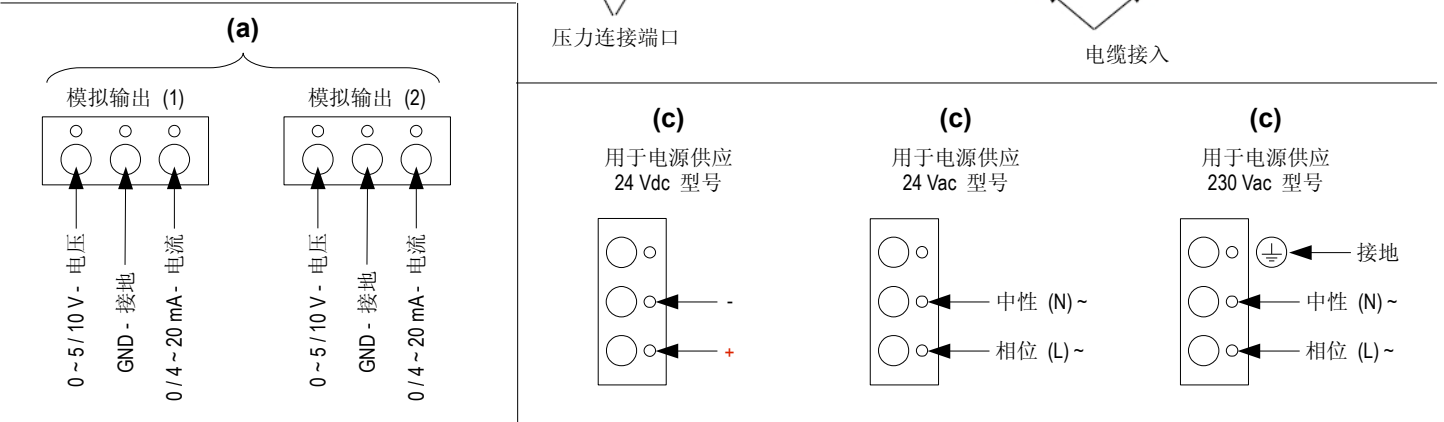 压力连接端口
电缆接入
(a)
模拟输出 (1)
0 ~ 5 / 10 V - 电压
GND - 接地
0 / 4 ~ 20 mA - 电流
模拟输出 (2)
0 ~ 5 / 10 V - 电压
GND - 接地
0 / 4 ~ 20 mA - 电流
(c)
用于电源供应
24 Vdc 型号
-
+
(c)
用于电源供应
24 Vac 型号
中性 (N) ~
相位 (L) ~
(c)
用于电源供应
230 Vac 型号
接地
中性 (N) ~
相位 (L) ~